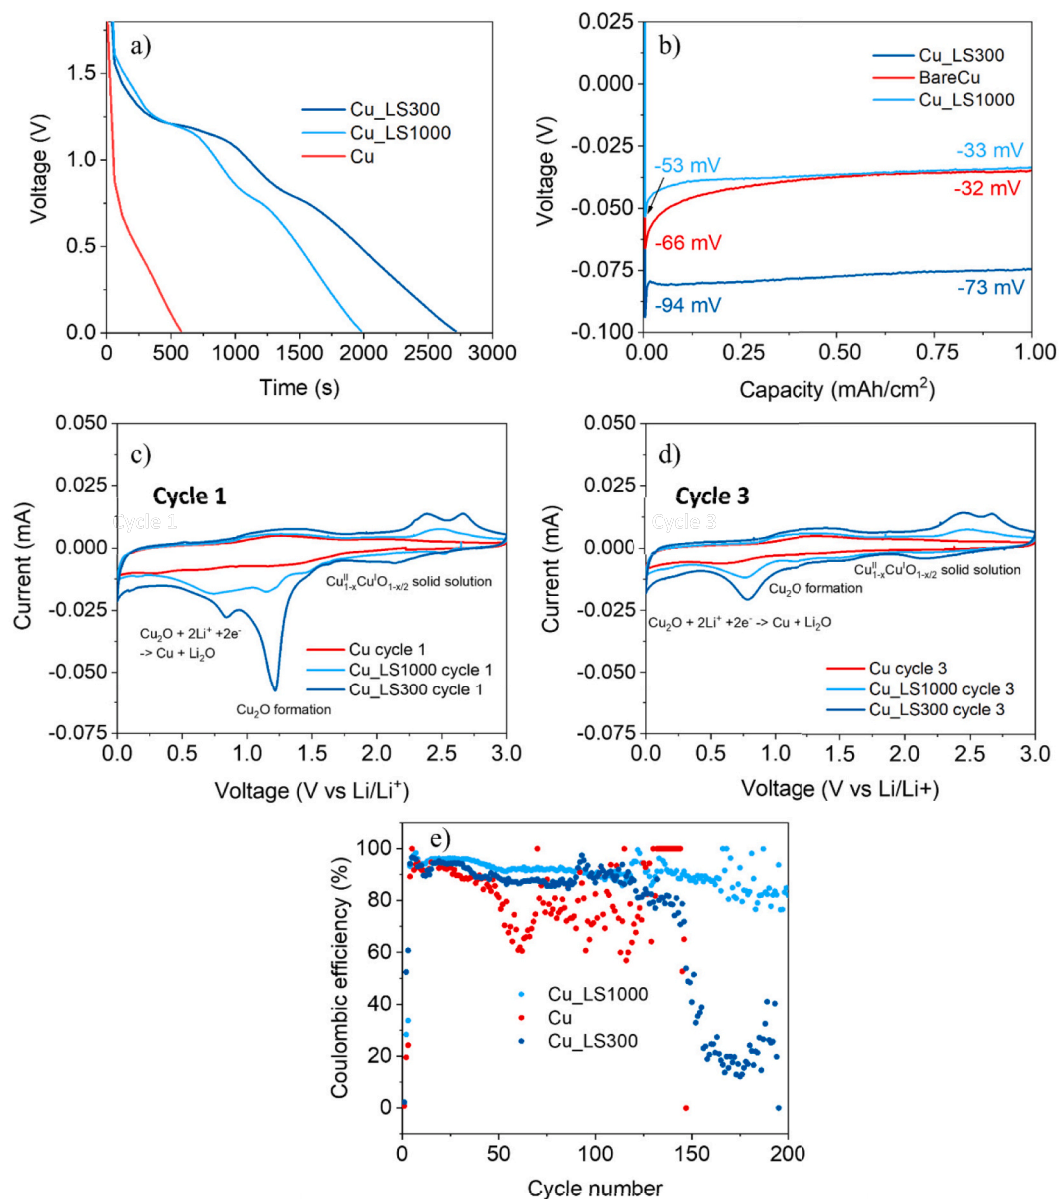 a)
Voltage (V)
1.5
1.0
0.5
0.0
0 500 1000 1500 2000 2500 3000
Time (s)
Cu_LS300
Cu_LS1000
Cu
b)
Voltage (V)
0.025
0.000
-0.025
-0.050
-0.075
-0.100
0.00 0.25 0.50 0.75 1.00
Capacity (mAh/cm²)
Cu_LS300
BareCu
Cu_LS1000
-53 mV
-33 mV
-32 mV
-66 mV
-94 mV
-73 mV
c)
Cycle 1
Cycle 1
Current (mA)
0.050
0.025
0.000
-0.025
-0.050
-0.075
0.0 0.5 1.0 1.5 2.0 2.5 3.0
Voltage (V vs Li/Li⁺)
Cu^II_1-xCu^IO_1-x/2 solid solution
Cu₂O + 2Li⁺ +2e⁻
-> Cu + Li₂O
Cu cycle 1
Cu_LS1000 cycle 1
Cu_LS300 cycle 1
Cu₂O formation
d)
Cycle 3
Cycle 3
Current (mA)
0.050
0.025
0.000
-0.025
-0.050
-0.075
0.0 0.5 1.0 1.5 2.0 2.5 3.0
Voltage (V vs Li/Li+)
Cu^II_1-xCu^IO_1-x/2 solid solution
Cu₂O formation
Cu₂O + 2Li⁺ +2e⁻ -> Cu + Li₂O
Cu cycle 3
Cu_LS1000 cycle 3
Cu_LS300 cycle 3
e)
Coulombic efficiency (%)
100
80
60
40
20
0
0 50 100 150 200
Cycle number
Cu_LS1000
Cu
Cu_LS300